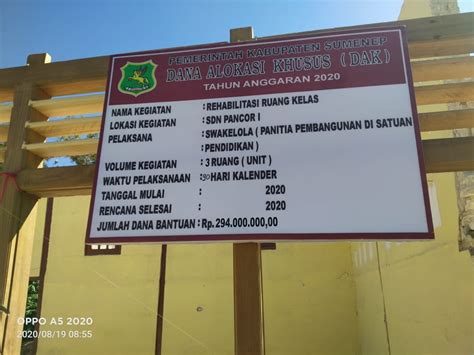 PEMERINTAH KABUPATEN SUMENEP
DANA ALOKASI KHUSUS (DAK)
TAHUN ANGGARAN 2020
NAMA KEGIATAN : REHABILITASI RUANG KELAS
LOKASI KEGIATAN : SDN PANCOR I
PELAKSANA : SWAKELOLA ( PANITIA PEMBANGUNAN DI SATUAN
: PENDIDIKAN )
VOLUME KEGIATAN : 3 RUANG ( UNIT )
WAKTU PELAKSANAAN : 90 HARI KALENDER
TANGGAL MULAI : 2020
RENCANA SELESAI : 2020
JUMLAH DANA BANTUAN : Rp. 294.000.000,00
OPPO A5 2020
2020/08/19 08:55